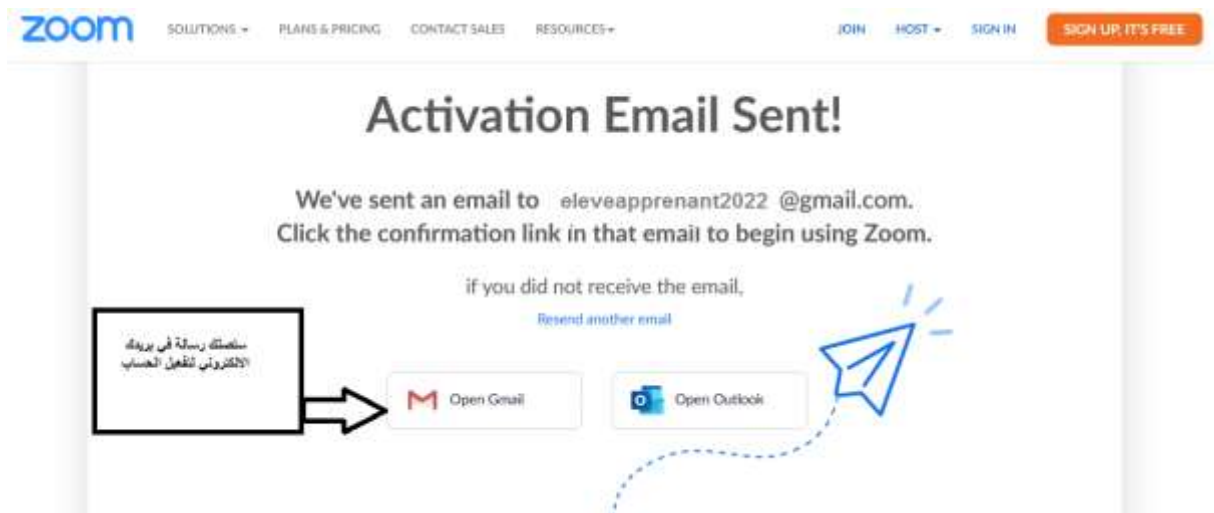 zoom SOLUTIONS PLANS & PRICING CONTACT SALES RESOURCES JOIN HOST SIGN IN SIGN UP, IT'S FREE
Activation Email Sent!
We've sent an email to eleveapprenant2022 @gmail.com.
Click the confirmation link in that email to begin using Zoom.
if you did not receive the email,
Resend another email
ستصلك رسالة في بريدك
الالكتروني لتفعيل الحساب
Open Gmail Open Outlook